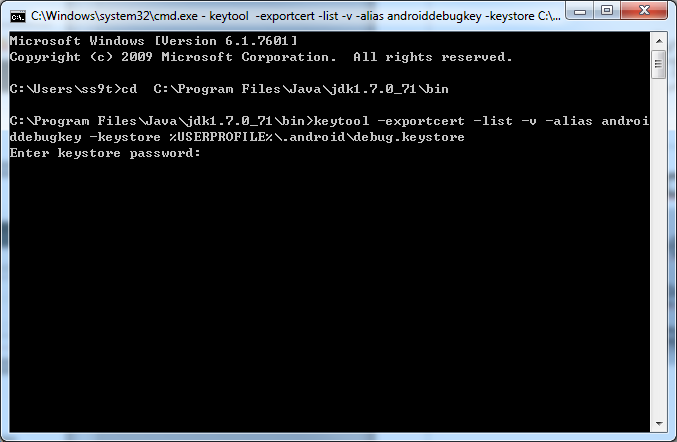 C:\Windows\system32\cmd.exe - keytool  -exportcert -list -v -alias androiddebugkey -keystore C:\...
Microsoft Windows [Version 6.1.7601]
Copyright (c) 2009 Microsoft Corporation.  All rights reserved.
C:\Users\ss9t>cd  C:\Program Files\Java\jdk1.7.0_71\bin
C:\Program Files\Java\jdk1.7.0_71\bin>keytool -exportcert -list -v -alias androi
ddebugkey -keystore %USERPROFILE%\.android\debug.keystore
Enter keystore password: